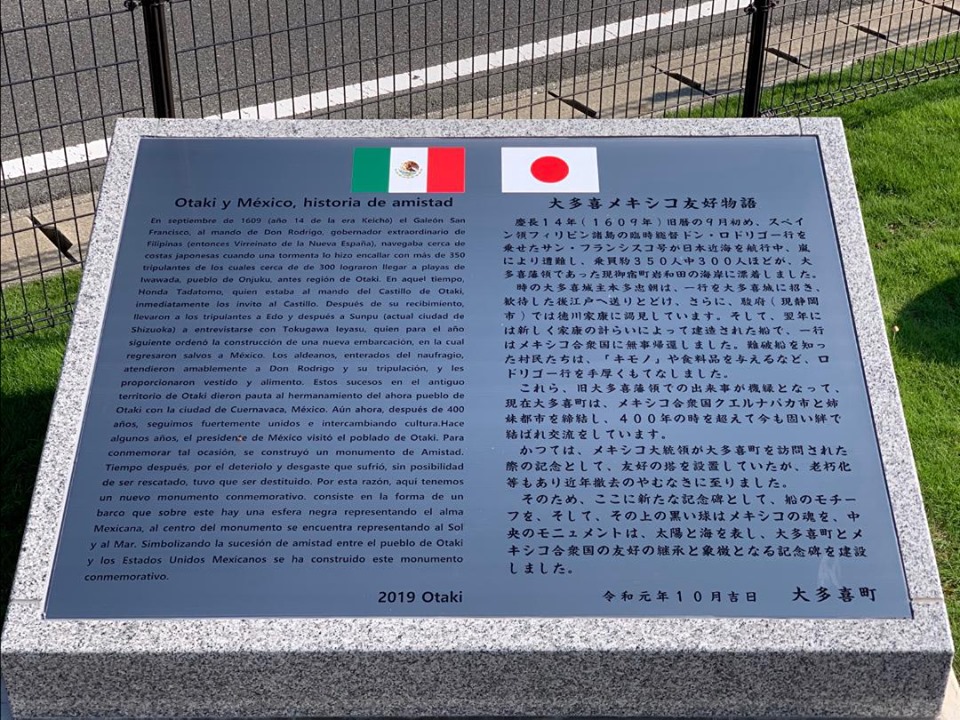 Otaki y México, historia de amistad
En septiembre de 1609 (año 14 de la era Keichō) el Galeón San
Francisco, al mando de Don Rodrigo, gobernador extraordinario de
Filipinas (entonces Virreinato de la Nueva España), navegaba cerca de
costas japonesas cuando una tormenta lo hizo encallar con más de 350
tripulantes de los cuales cerca de de 300 lograron llegar a playas de
Iwawada, pueblo de Onjuku, antes región de Otaki. En aquel tiempo,
Honda Tadatomo, quien estaba al mando del Castillo de Otaki,
inmediatamente los invito al Castillo. Después de su recibimiento,
llevaron a los tripulantes a Edo y después a Sunpu (actual ciudad de
Shizuoka) a entrevistarse con Tokugawa Ieyasu, quien para el año
siguiente ordenó la construcción de una nueva embarcación, en la cual
regresaron salvos a México. Los aldeanos, enterados del naufragio,
atendieron amablemente a Don Rodrigo y su tripulación, y les
proporcionaron vestido y alimento. Estos sucesos en el antiguo
territorio de Otaki dieron pauta al hermanamiento del ahora pueblo de
Otaki con la ciudad de Cuernavaca, México. Aún ahora, después de 400
años, seguimos fuertemente unidos e intercambiando cultura.Hace
algunos años, el presidente de México visitó el poblado de Otaki. Para
conmemorar tal ocasión, se construyó un monumento de Amistad.
Tiempo después, por el deteriolo y desgaste que sufrió, sin posibilidad
de ser rescatado, tuvo que ser destituido. Por esta razón, aquí tenemos
un nuevo monumento conmemorativo. consiste en la forma de un
barco que sobre este hay una esfera negra representando el alma
Mexicana, al centro del monumento se encuentra representando al Sol
y al Mar. Simbolizando la sucesión de amistad entre el pueblo de Otaki
y los Estados Unidos Mexicanos se ha construido este monumento
conmemorativo.
2019 Otaki
大多喜メキシコ友好物語
慶長14年(1609年)旧暦の9月初め、スペイ
ン領フィリピン諸島の臨時総督ドン・ロドリゴ一行を
乗せたサン・フランシスコ号が日本近海を航行中、嵐
により遭難し、乗員約350人中300人ほどが、大
多喜藩領であった現御宿町岩和田の海岸に漂着しました。
時の大多喜城主本多忠朝は、一行を大多喜城に招き、
歓待した後江戸へ送りとどけ、さらに、駿府(現静岡
市)では徳川家康に謁見しています。そして、翌年に
は新しく家康の計らいによって建造された船で、一行
はメキシコ合衆国に無事帰還しました。難破船を知っ
た村民たちは、「キモノ」や食料品を与えるなど、ロ
ドリゴ一行を手厚くもてなしました。
これら、旧大多喜藩領での出来事が機縁となって、
現在大多喜町は、メキシコ合衆国クエルナバカ市と姉
妹都市を締結し、400年の時を超えて今も固い絆で
結ばれ交流をしています。
かつては、メキシコ大統領が大多喜町を訪問された
際の記念として、友好の塔を設置していたが、老朽化
等もあり近年撤去のやむなきに至りました。
そのため、ここに新たな記念碑として、船のモチー
フを、そして、その上の黒い球はメキシコの魂を、中
央のモニュメントは、太陽と海を表し、大多喜町とメ
キシコ合衆国の友好の継承と象徴となる記念碑を建設
しました。
令和元年10月吉日 大多喜町